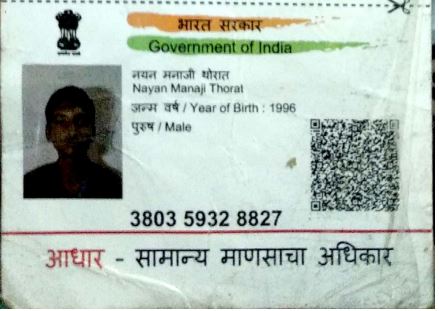 भारत सरकार
Government of India
नयन मनाजी थोरात
Nayan Manaji Thorat
जन्म वर्ष / Year of Birth : 1996
पुरुष / Male
3803 5932 8827
आधार - सामान्य माणसाचा अधिकार